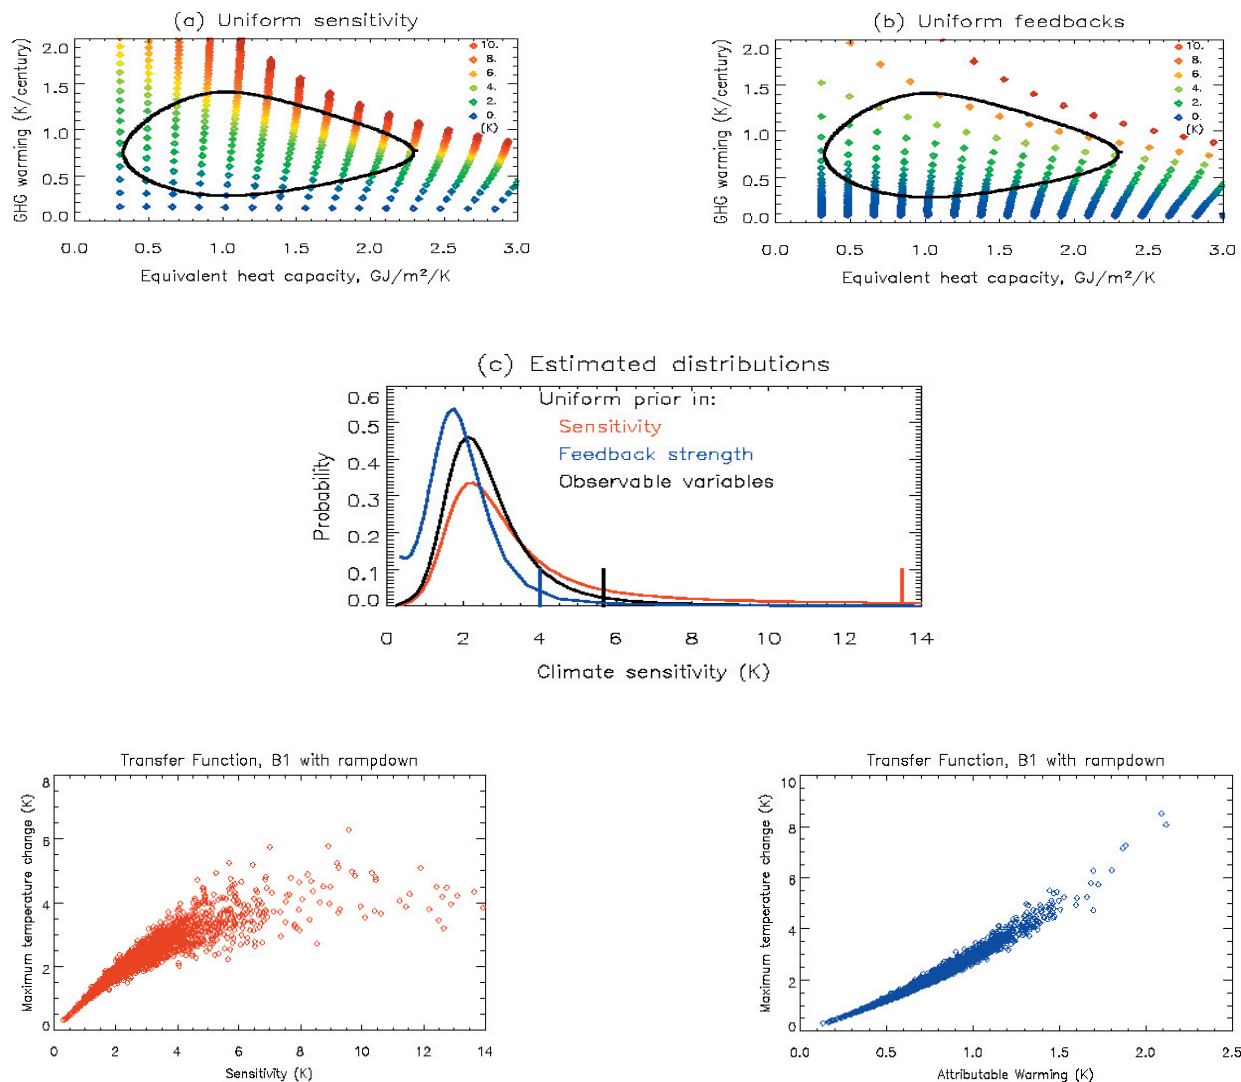 (a) Uniform sensitivity
GHG warming (K/century)
2.0
1.5
1.0
0.5
0.0
10.
8.
6.
4.
2.
0.
(K)
0.0 0.5 1.0 1.5 2.0 2.5 3.0
Equivalent heat capacity, GJ/m²/K
(b) Uniform feedbacks
GHG warming (K/century)
2.0
1.5
1.0
0.5
0.0
10.
8.
6.
4.
2.
0.
(K)
0.0 0.5 1.0 1.5 2.0 2.5 3.0
Equivalent heat capacity, GJ/m²/K
(c) Estimated distributions
Probability
0.6
0.5
0.4
0.3
0.2
0.1
0.0
Uniform prior in:
Sensitivity
Feedback strength
Observable variables
0 2 4 6 8 10 12 14
Climate sensitivity (K)
Transfer Function, B1 with rampdown
Maximum temperature change (K)
8
6
4
2
0
0 2 4 6 8 10 12 14
Sensitivity (K)
Transfer Function, B1 with rampdown
Maximum temperature change (K)
10
8
6
4
2
0
0.0 0.5 1.0 1.5 2.0 2.5
Attributable Warming (K)